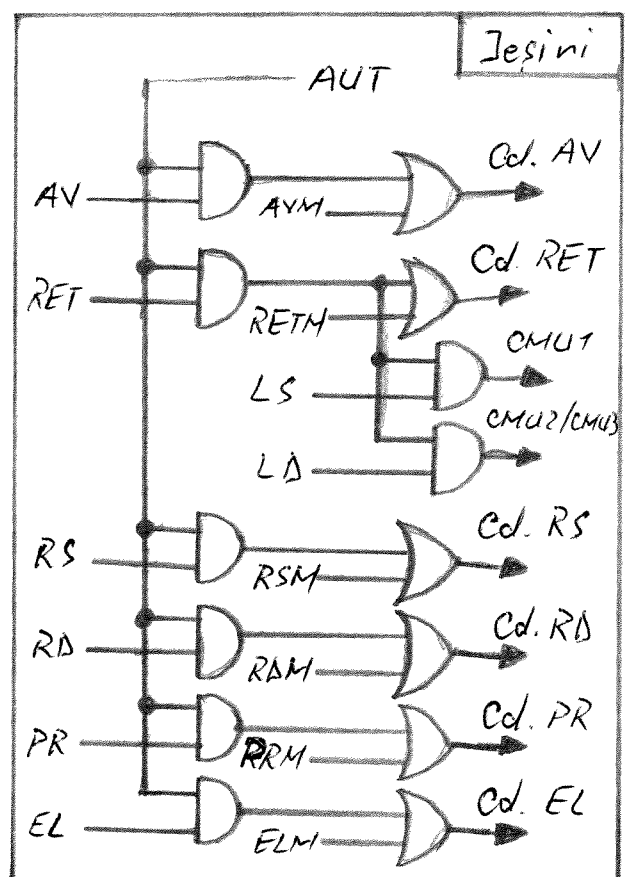 Ieşini
AUT
Cd. AV
AV
AVM
Cd. RET
RET
RETM
CMU1
LS
CMU2/CMU3
LD
Cd. RS
RS
RSM
Cd. RD
RD
RDM
Cd. PR
PR
PRM
Cd. EL
EL
ELM